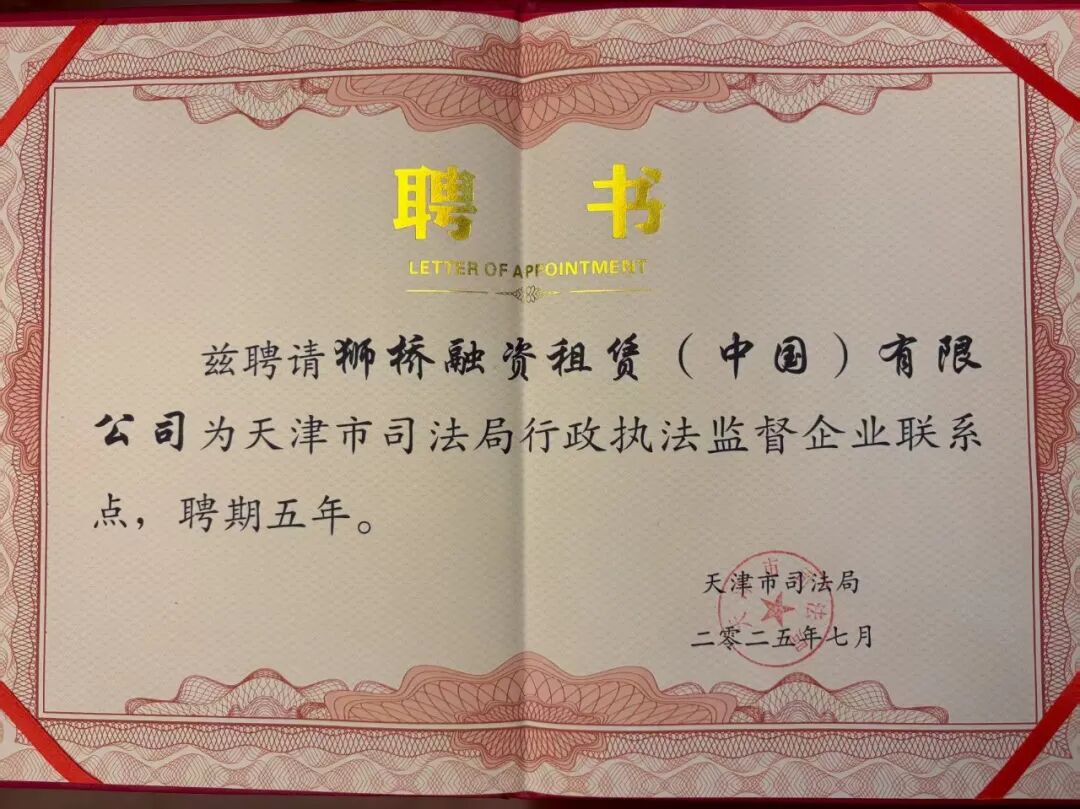 聘 书
LETTER OF APPOINTMENT
兹聘请狮桥融资租赁（中国）有限
公司为天津市司法局行政执法监督企业联系
点，聘期五年。
天津市司法局
二零二五年七月